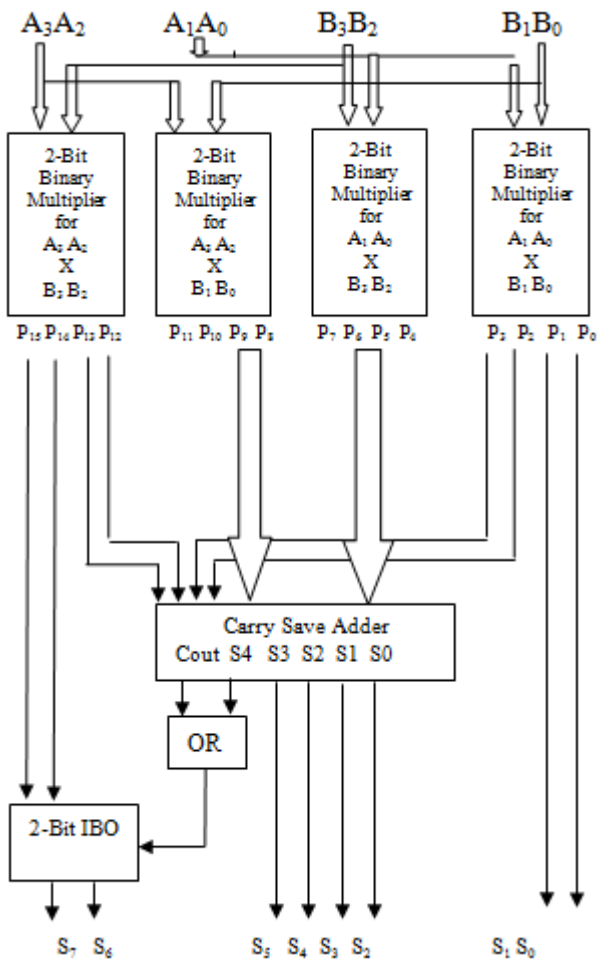 A₃A₂ A₁A₀ B₃B₂ B₁B₀
2-Bit
Binary
Multiplier
for
A₃ A₂
X
B₃ B₂
2-Bit
Binary
Multiplier
for
A₃ A₂
X
B₁ B₀
2-Bit
Binary
Multiplier
for
A₁ A₀
X
B₃ B₂
2-Bit
Binary
Multiplier
for
A₁ A₀
X
B₁ B₀
P₁₅ P₁₄ P₁₃ P₁₂ P₁₁ P₁₀ P₉ P₈ P₇ P₆ P₅ P₄ P₃ P₂ P₁ P₀
Carry Save Adder
Cout S4 S3 S2 S1 S0
OR
2-Bit IBO
S₇ S₆ S₅ S₄ S₃ S₂ S₁ S₀